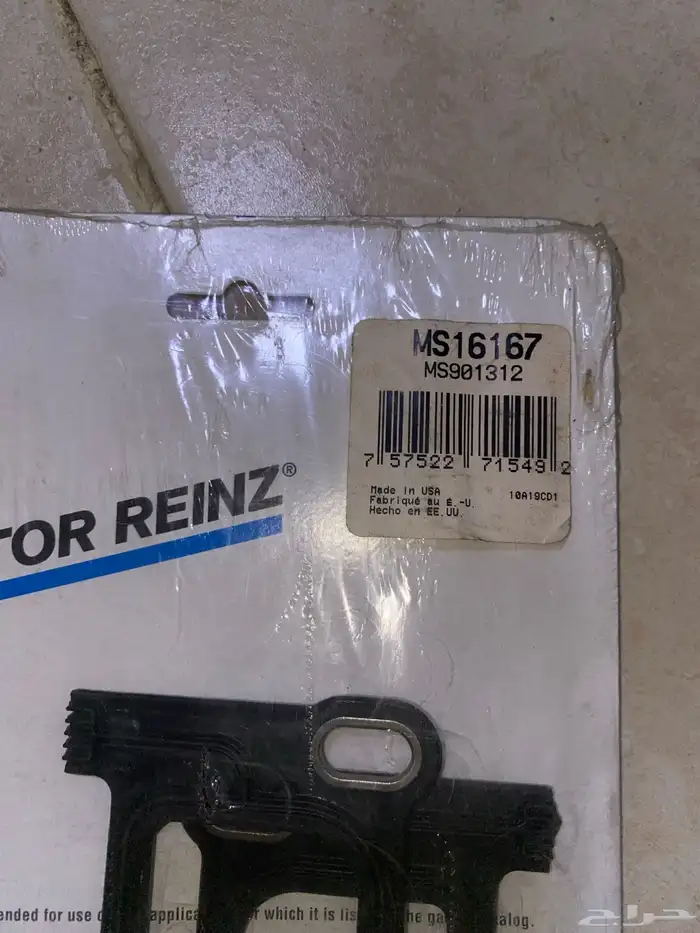 MS16167
MS901312
7 57522 71549 2
Made in USA
Fabriqué au É.-U.
Hecho en EE.UU.
10A19CD1
TOR REINZ®
ended for use applica which it is lis the ga alog.
حراج